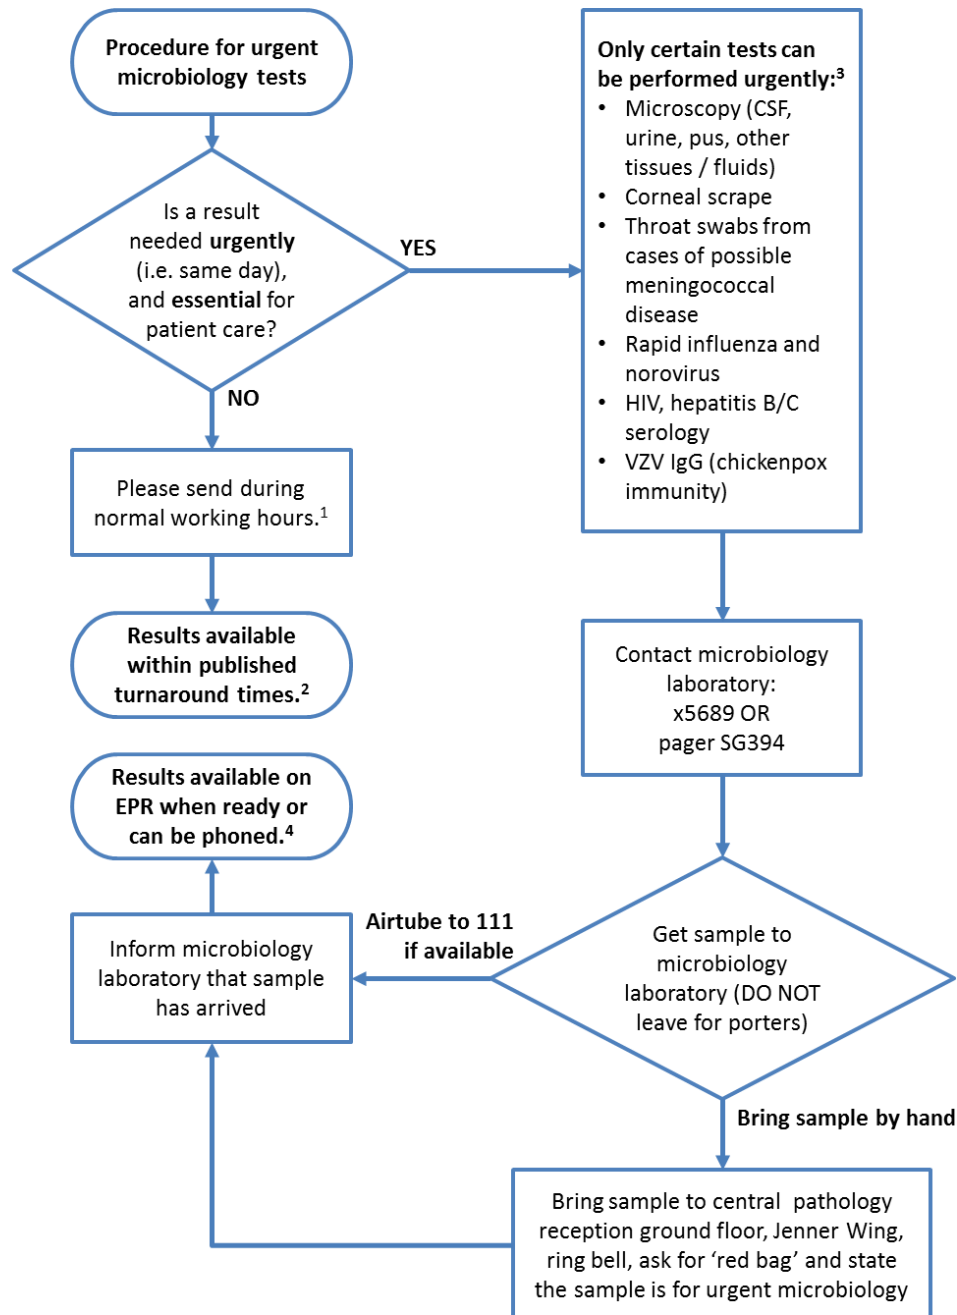 Procedure for urgent
microbiology tests
Is a result
needed urgently
(i.e. same day),
and essential for
patient care?
YES
NO
Only certain tests can
be performed urgently:³
• Microscopy (CSF,
urine, pus, other
tissues / fluids)
• Corneal scrape
• Throat swabs from
cases of possible
meningococcal
disease
• Rapid influenza and
norovirus
• HIV, hepatitis B/C
serology
• VZV IgG (chickenpox
immunity)
Please send during
normal working hours.¹
Results available
within published
turnaround times.²
Contact microbiology
laboratory:
x5689 OR
pager SG394
Get sample to
microbiology
laboratory (DO NOT
leave for porters)
Airtube to 111
if available
Bring sample by hand
Bring sample to central pathology
reception ground floor, Jenner Wing,
ring bell, ask for ‘red bag’ and state
the sample is for urgent microbiology
Inform microbiology
laboratory that sample
has arrived
Results available on
EPR when ready or
can be phoned.⁴